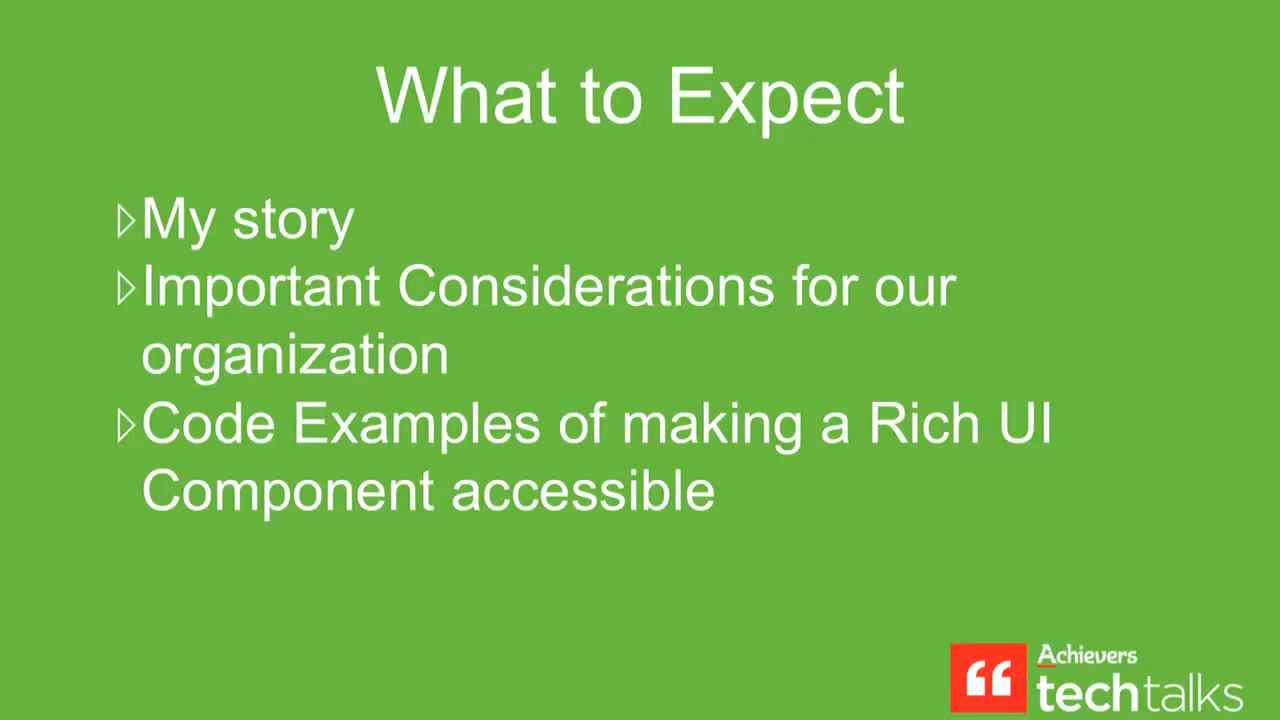 What to Expect
My story
Important Considerations for our
organization
Code Examples of making a Rich UI
Component accessible
Achievers
techtalks